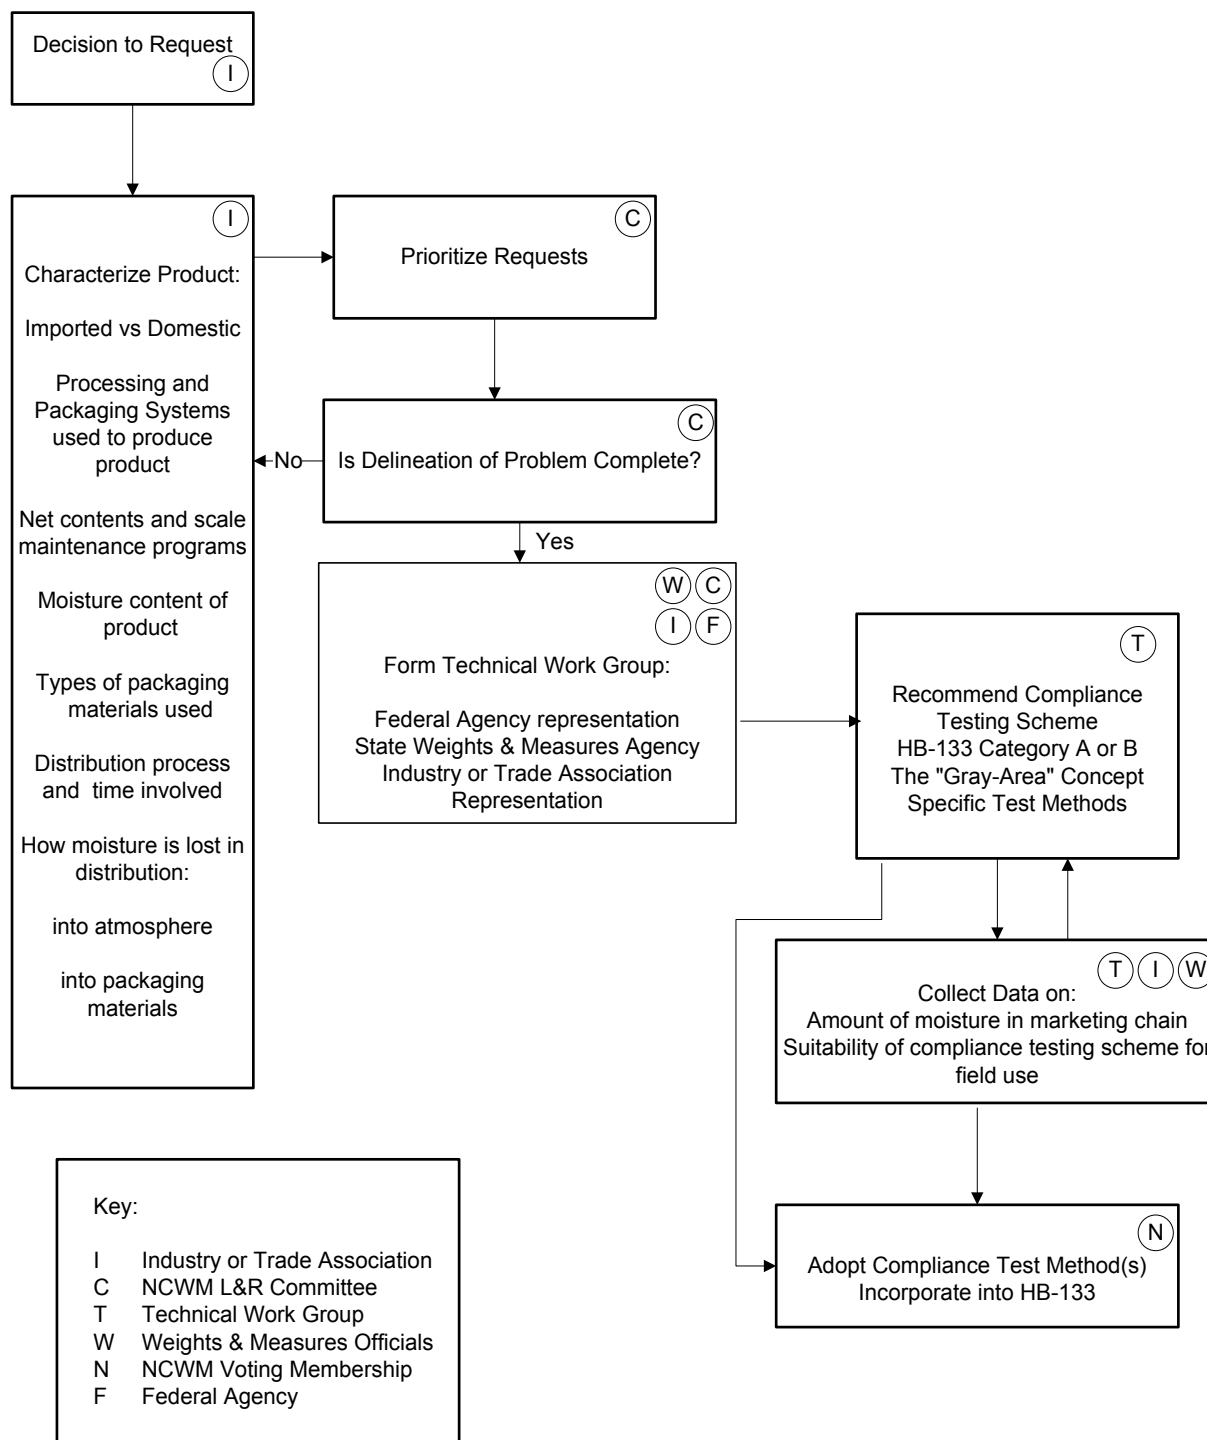 Decision to Request
I
I
Characterize Product:
Imported vs Domestic
Processing and
Packaging Systems
used to produce
product
Net contents and scale
maintenance programs
Moisture content of
product
Types of packaging
materials used
Distribution process
and time involved
How moisture is lost in
distribution:
into atmosphere
into packaging
materials
C
Prioritize Requests
C
Is Delineation of Problem Complete?
No
Yes
W C
I F
Form Technical Work Group:
Federal Agency representation
State Weights & Measures Agency
Industry or Trade Association
Representation
T
Recommend Compliance
Testing Scheme
HB-133 Category A or B
The "Gray-Area" Concept
Specific Test Methods
T I W
Collect Data on:
Amount of moisture in marketing chain
Suitability of compliance testing scheme for
field use
N
Adopt Compliance Test Method(s)
Incorporate into HB-133
Key:
I Industry or Trade Association
C NCWM L&R Committee
T Technical Work Group
W Weights & Measures Officials
N NCWM Voting Membership
F Federal Agency